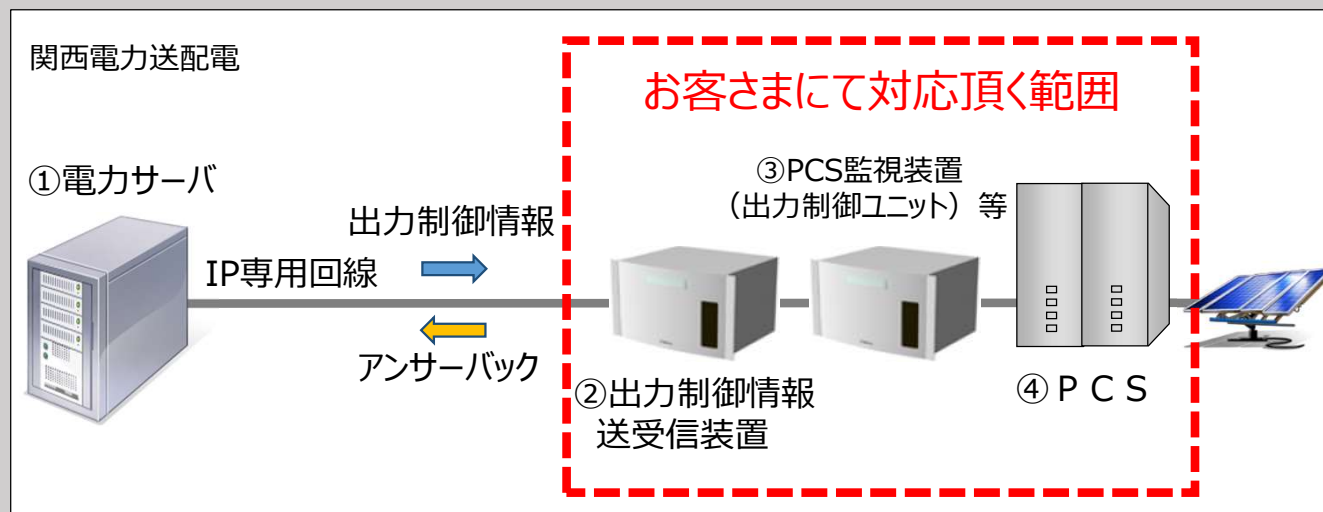 関西電力送配電
お客さまにて対応頂く範囲
①電力サーバ
③PCS監視装置
（出力制御ユニット）等
出力制御情報
IP専用回線
アンサーバック
②出力制御情報
送受信装置
④ＰＣＳ